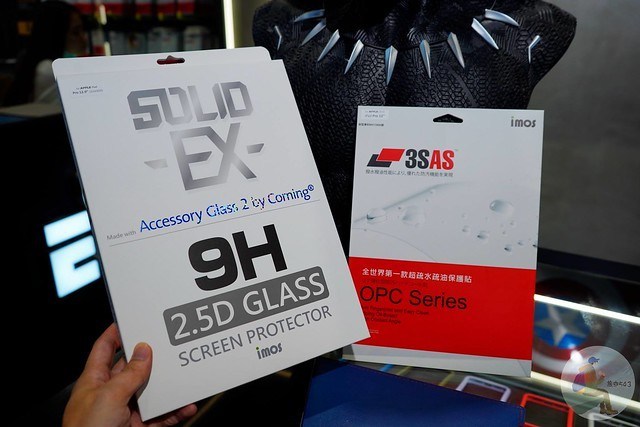 SOLID
-EX-
Made with Accessory Glass 2 by Corning®
9H
2.5D GLASS
SCREEN PROTECTOR
imos
imos
3SAS
全世界第一款超疏水疏油保護貼
OPC Series